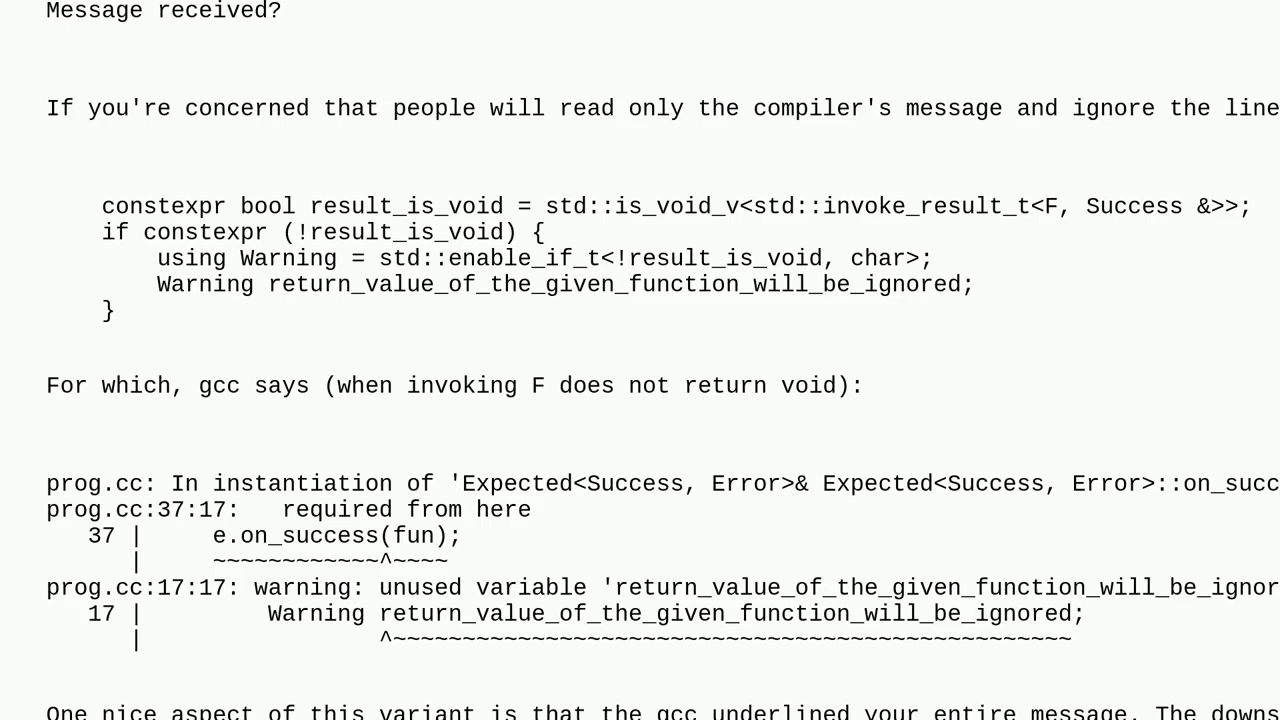 Message received?
If you're concerned that people will read only the compiler's message and ignore the line
constexpr bool result_is_void = std::is_void_v<std::invoke_result_t<F, Success &>>;
if constexpr (!result_is_void) {
using Warning = std::enable_if_t<!result_is_void, char>;
Warning return_value_of_the_given_function_will_be_ignored;
}
For which, gcc says (when invoking F does not return void):
prog.cc: In instantiation of 'Expected<Success, Error>& Expected<Success, Error>::on_succ
prog.cc:37:17:   required from here
37 |     e.on_success(fun);
|     ~~~~~~~~~~~~^~~~~
prog.cc:17:17: warning: unused variable 'return_value_of_the_given_function_will_be_ignor
17 |         Warning return_value_of_the_given_function_will_be_ignored;
|                 ^~~~~~~~~~~~~~~~~~~~~~~~~~~~~~~~~~~~~~~~~~~~~~~~~~
One nice aspect of this variant is that the gcc underlined your entire message. The downs